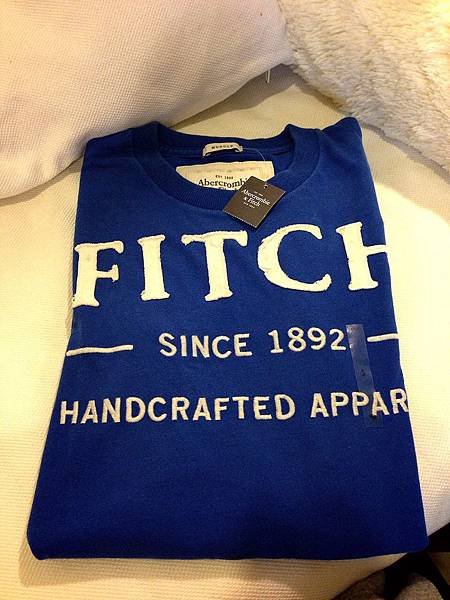 MUSCLE
Abercrombie
Abercrombie
& Fitch
FITCH
SINCE 1892
HANDCRAFTED APPAR